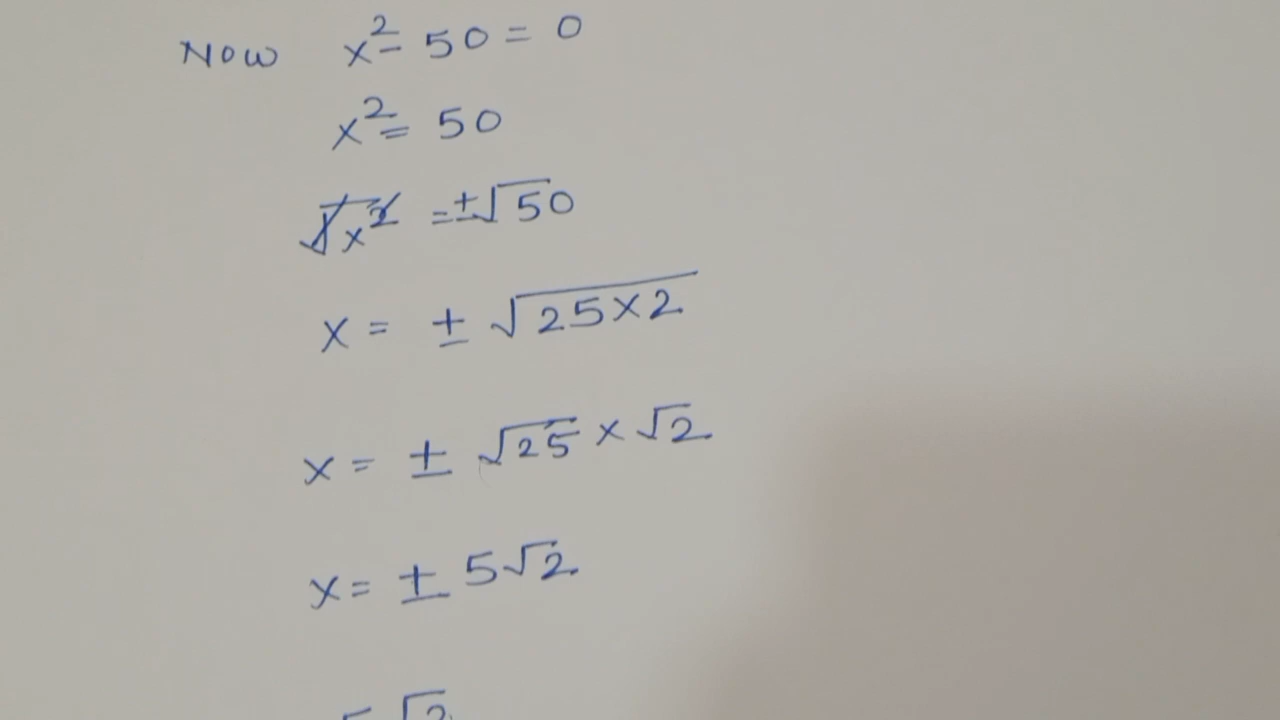 Now x² - 50 = 0
x² = 50
√x² = ±√50
x = ± √25×2
x = ± √25 × √2
x = ± 5√2